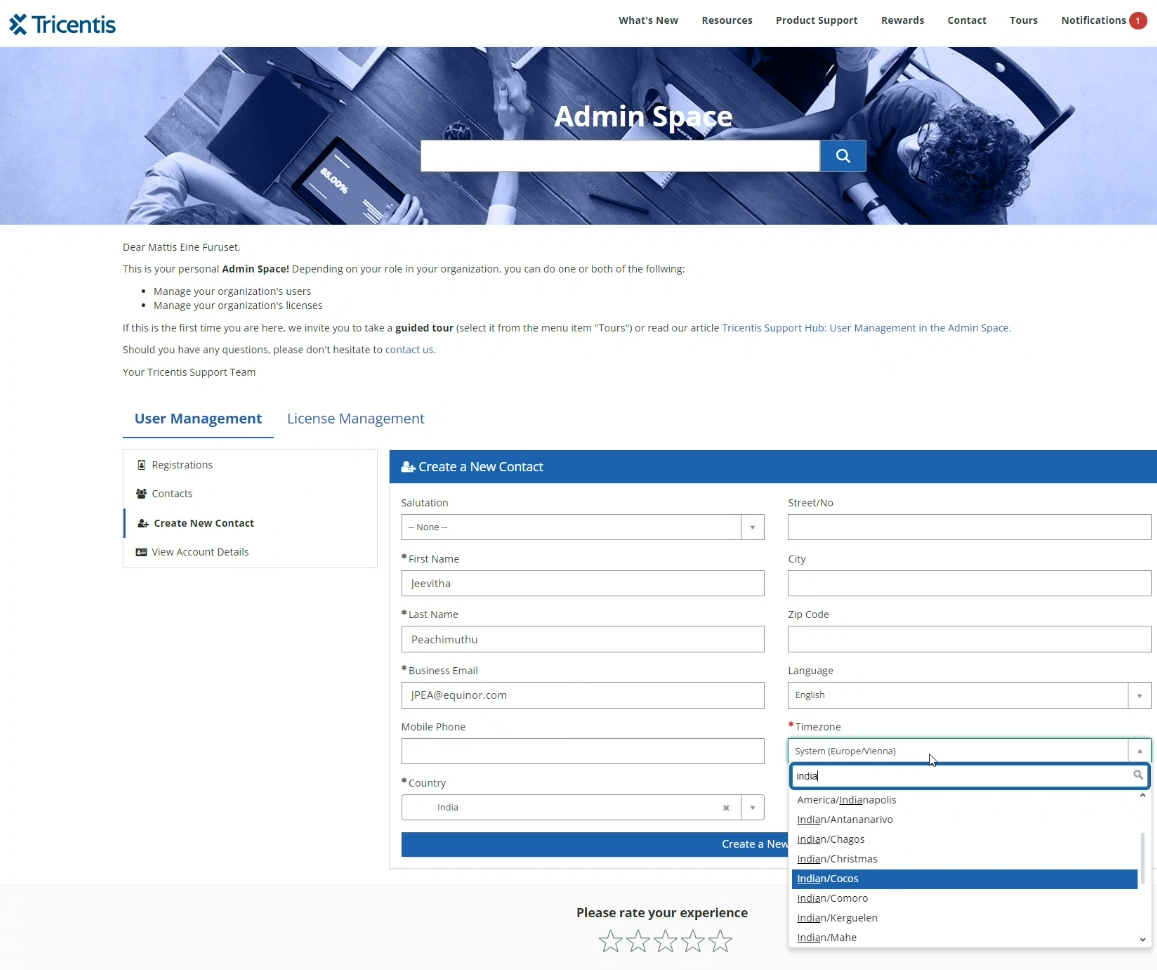 Tricentis
What's New
Resources
Product Support
Rewards
Contact
Tours
Notifications
1
Admin Space
85.00%
Dear Mattis Eine Furuset,
This is your personal Admin Space! Depending on your role in your organization, you can do one or both of the follwing:
Manage your organization's users
Manage your organization's licenses
If this is the first time you are here, we invite you to take a guided tour (select it from the menu item "Tours") or read our article Tricentis Support Hub: User Management in the Admin Space.
Should you have any questions, please don't hesitate to contact us.
Your Tricentis Support Team
User Management
License Management
Registrations
Contacts
Create New Contact
View Account Details
Create a New Contact
Salutation
-- None --
*First Name
Jeevitha
*Last Name
Peachimuthu
*Business Email
JPEA@equinor.com
Mobile Phone
*Country
India
Street/No
City
Zip Code
Language
English
*Timezone
System (Europe/Vienna)
india
America/Indianapolis
Indian/Antananarivo
Indian/Chagos
Indian/Christmas
Indian/Cocos
Indian/Comoro
Indian/Kerguelen
Indian/Mahe
Create a New
Please rate your experience